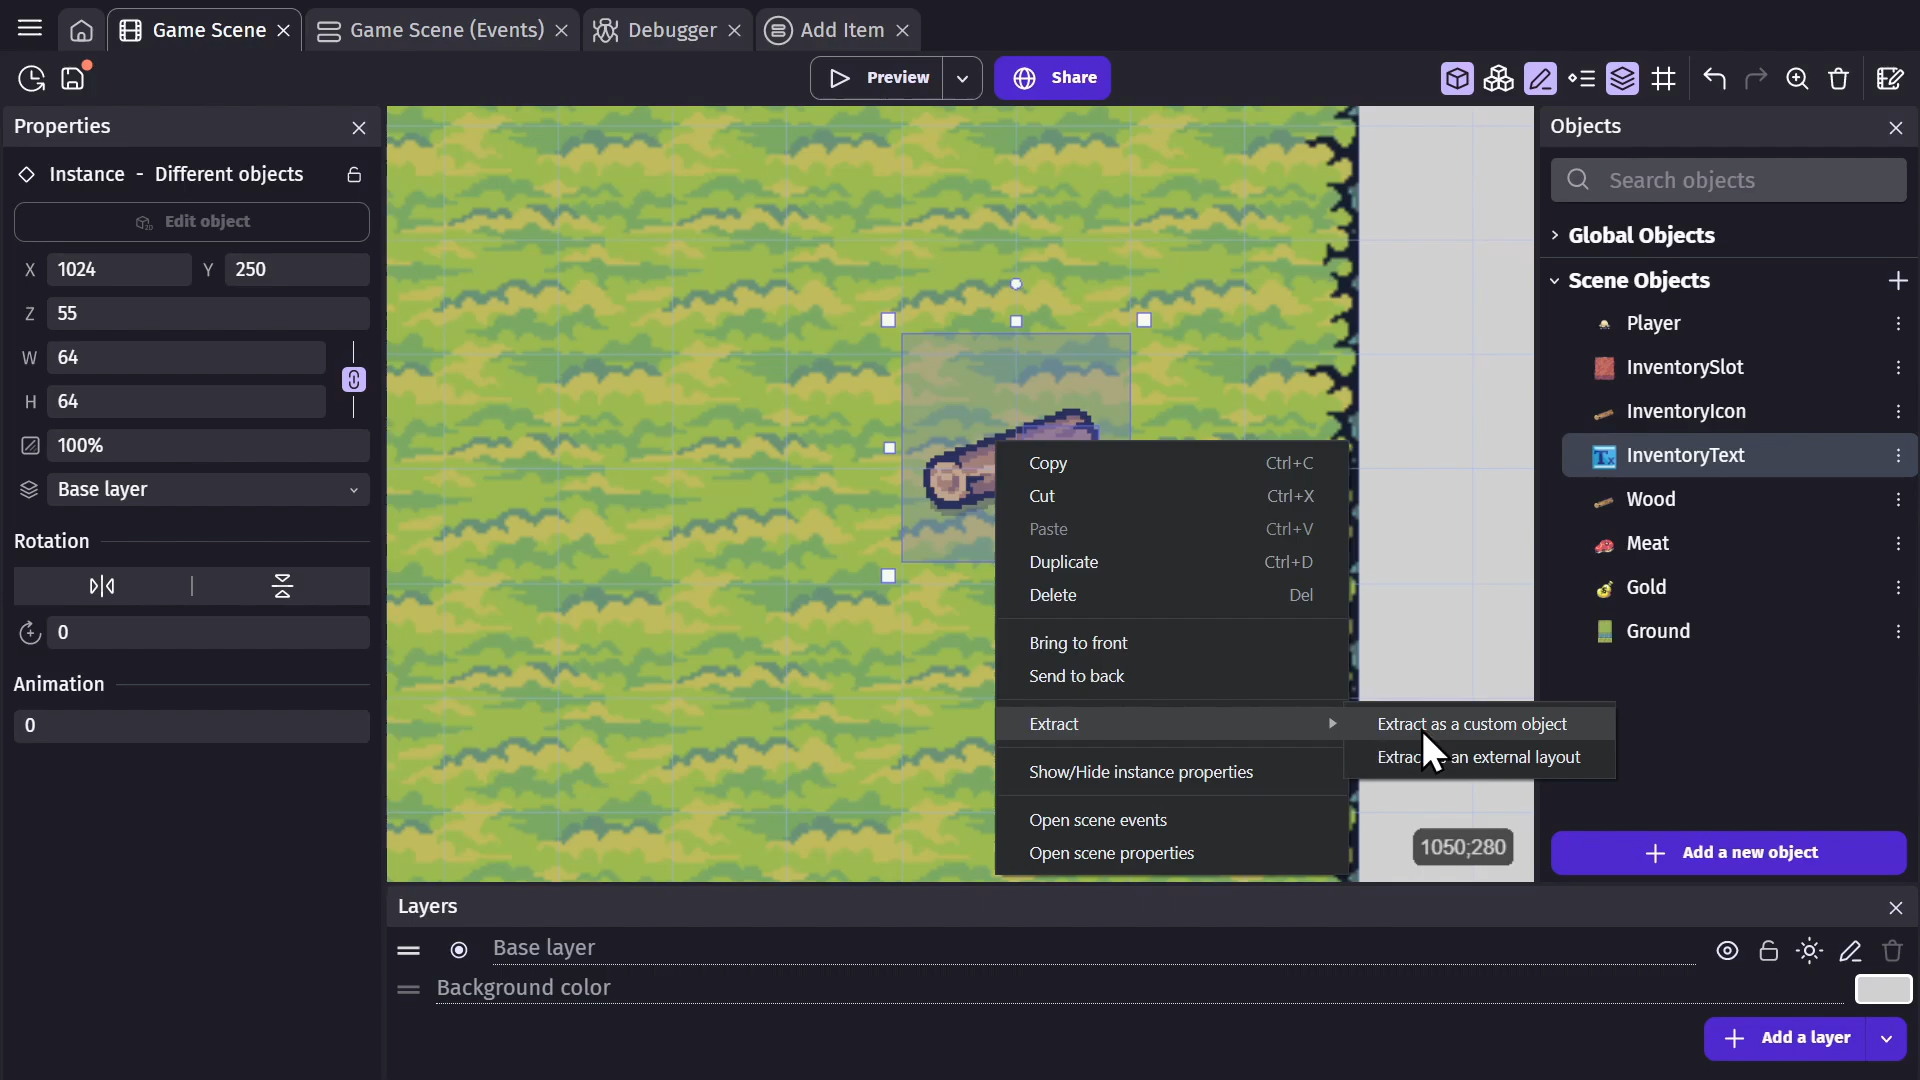 Game Scene
Game Scene (Events)
Debugger
Add Item
Preview
Share
Properties
Instance - Different objects
Edit object
X 1024 Y 250
Z 55
W 64
H 64
100%
Base layer
Rotation
0
Animation
0
Copy Ctrl+C
Cut Ctrl+X
Paste Ctrl+V
Duplicate Ctrl+D
Delete Del
Bring to front
Send to back
Extract
Show/Hide instance properties
Open scene events
Open scene properties
Extract as a custom object
Extrac an external layout
1050;280
Objects
Search objects
Global Objects
Scene Objects
Player
InventorySlot
InventoryIcon
Tx InventoryText
Wood
Meat
Gold
Ground
Add a new object
Layers
Base layer
Background color
Add a layer